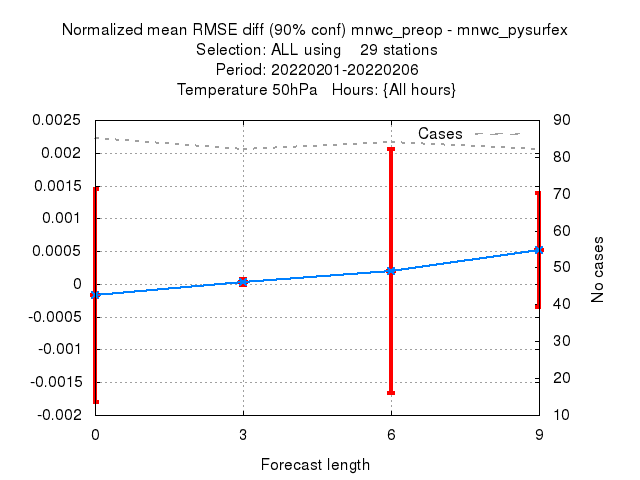 Normalized mean RMSE diff (90% conf) mnwc_preop - mnwc_pysurfex
Selection: ALL using    29 stations
Period: 20220201-20220206
Temperature 50hPa   Hours: {All hours}
Cases
0.0025
0.002
0.0015
0.001
0.0005
0
-0.0005
-0.001
-0.0015
-0.002
90
80
70
60
50
40
30
20
10
No cases
0 3 6 9
Forecast length